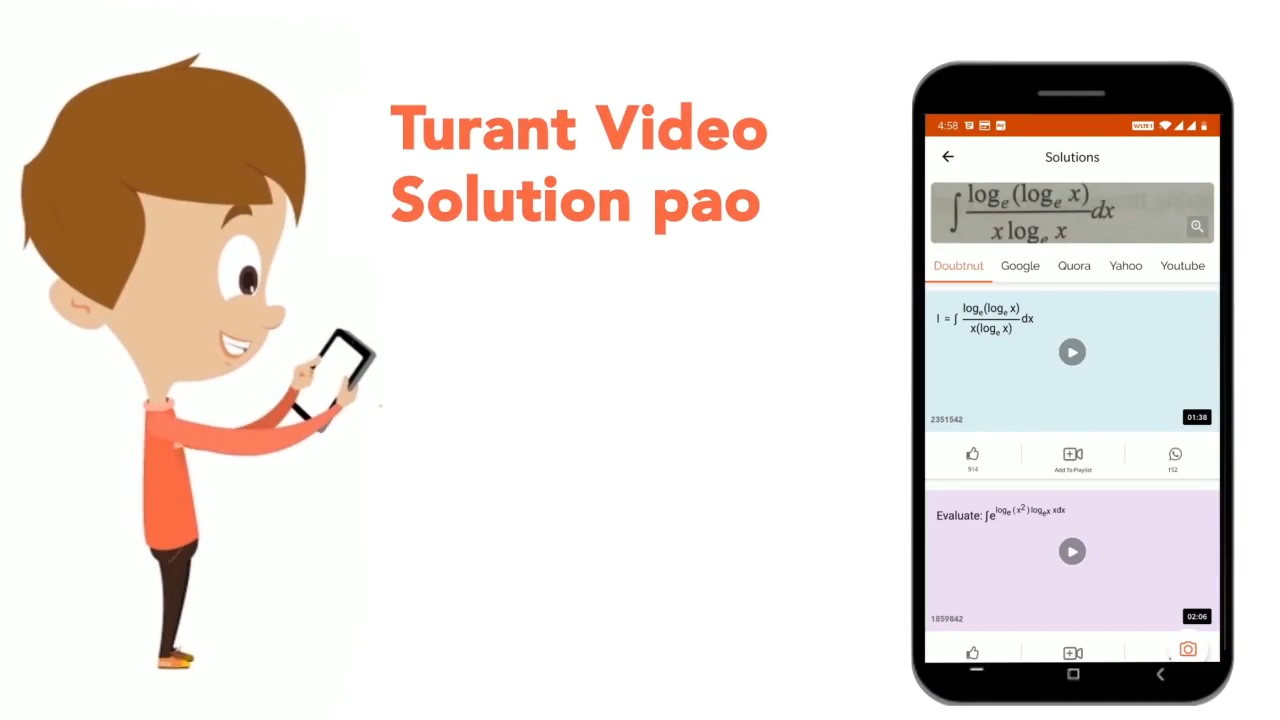 Turant Video
Solution pao
4:58
VoLTE1
Solutions
∫ logₑ(logₑ x) / x logₑ x dx
Doubtnut Google Quora Yahoo Youtube
I = ∫ logₑ(logₑ x) / x(logₑ x) dx
2351542 01:38
914 Add To Playlist 152
Evaluate: ∫e^logₑ(x²)logₑx xdx
1859842 02:06